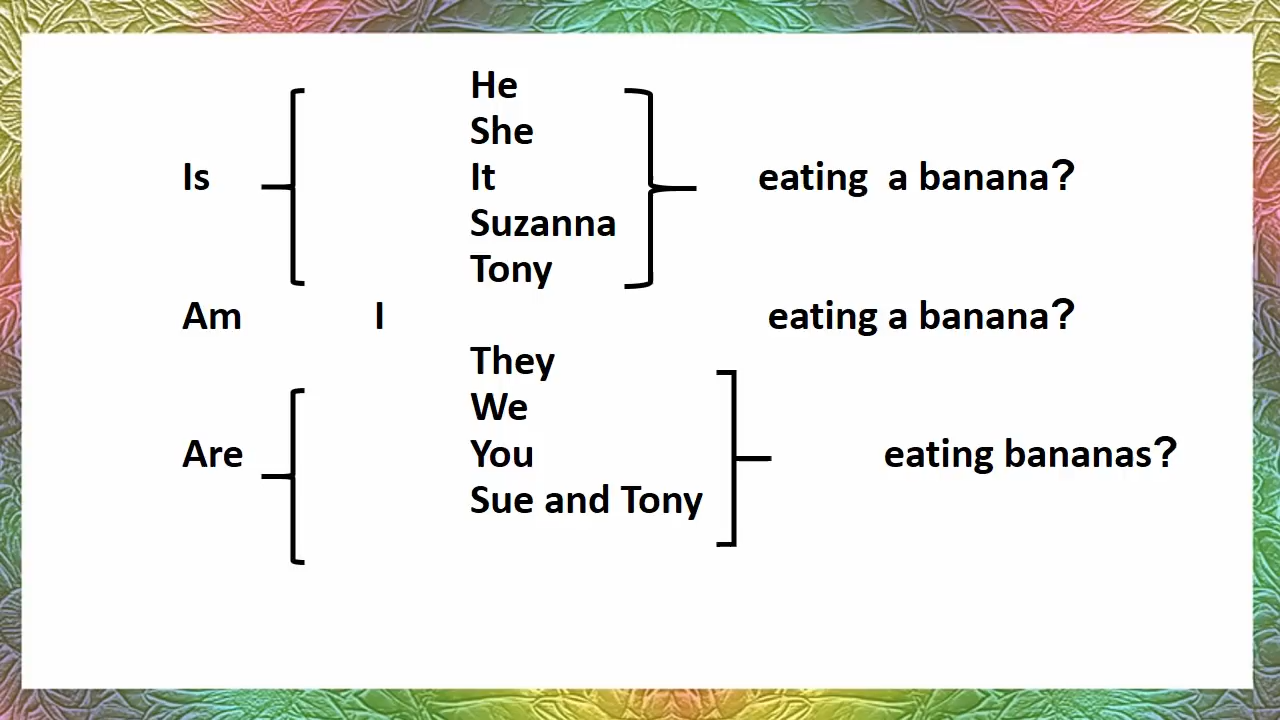 He
She
Is It eating a banana?
Suzanna
Tony
Am I eating a banana?
They
We
Are You eating bananas?
Sue and Tony